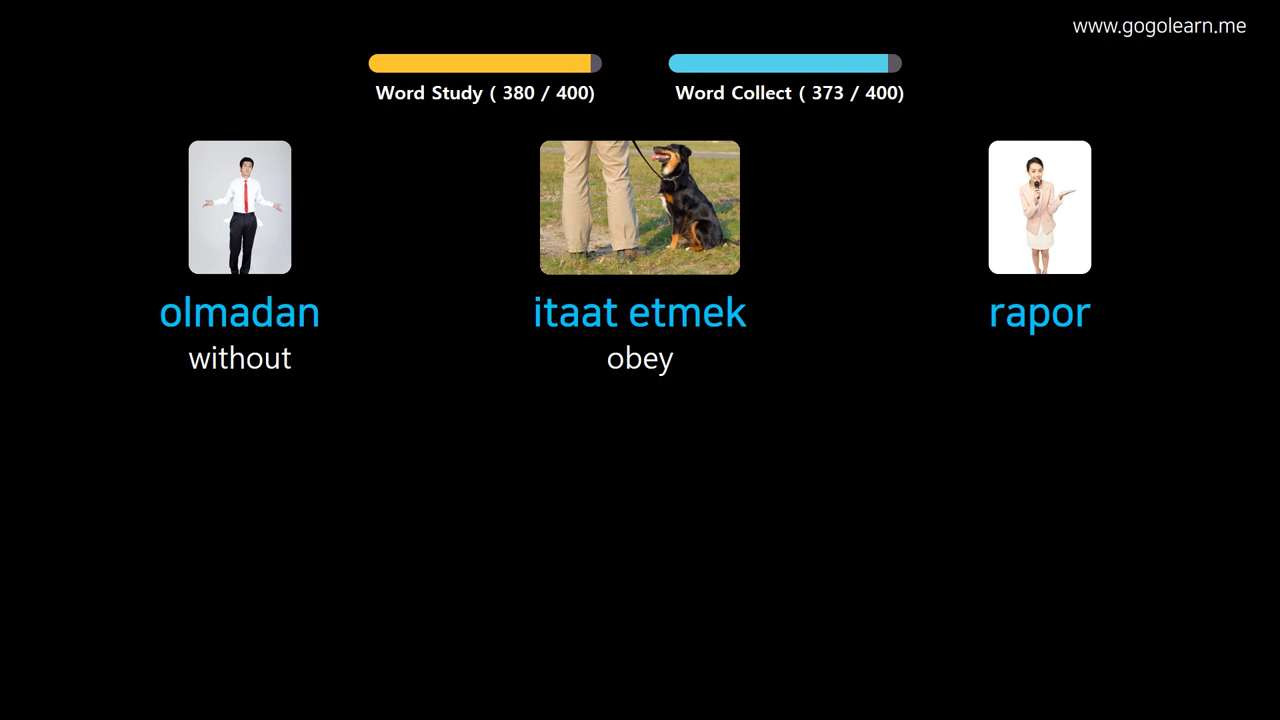 www.gogolearn.me
Word Study ( 380 / 400)
Word Collect ( 373 / 400)
olmadan
without
itaat etmek
obey
rapor